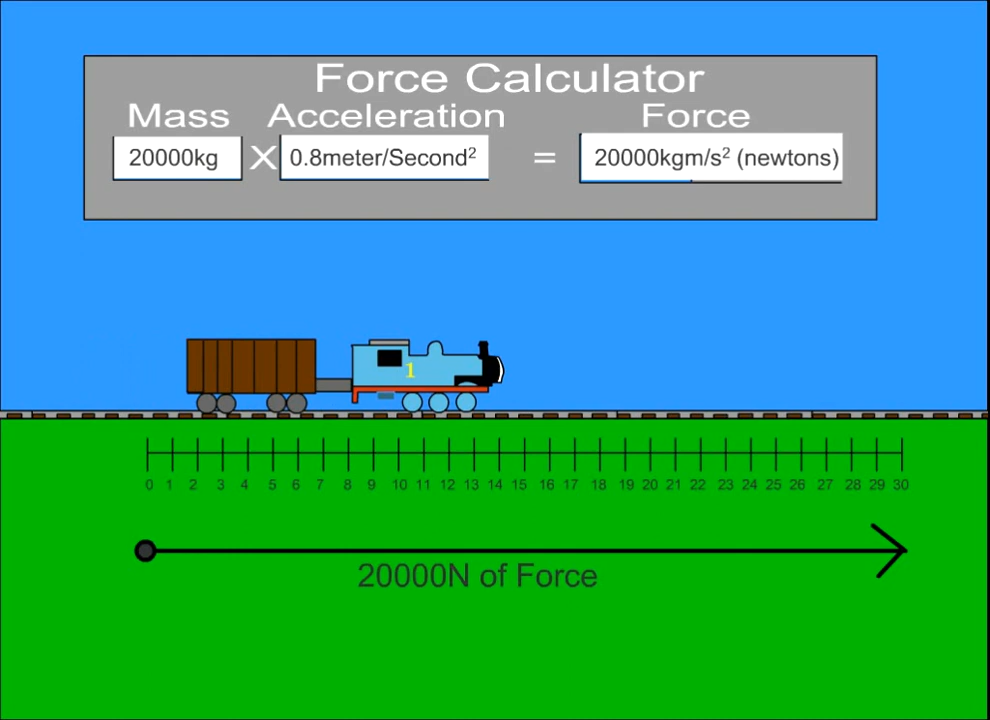 Force Calculator
Mass Acceleration Force
20000kg X 0.8meter/Second² = 20000kgm/s² (newtons)
1
0 1 2 3 4 5 6 7 8 9 10 11 12 13 14 15 16 17 18 19 20 21 22 23 24 25 26 27 28 29 30
20000N of Force